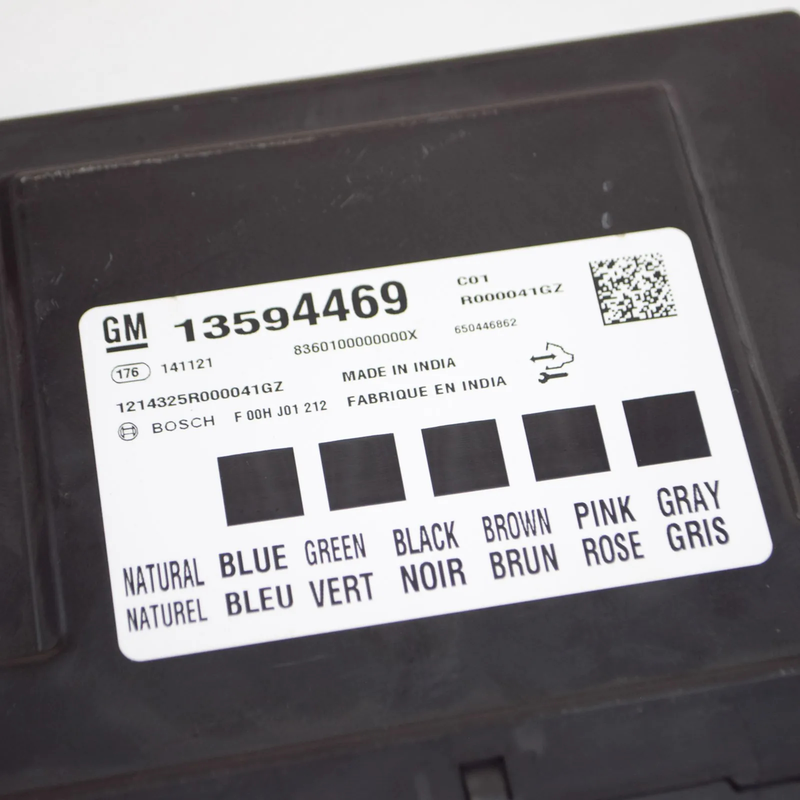 GM 13594469 C01
R000041GZ
8360100000000X 650446862
176 141121
MADE IN INDIA
1214325R000041GZ
FABRIQUE EN INDIA
BOSCH F 00H J01 212
NATURAL BLUE GREEN BLACK BROWN PINK GRAY
NATUREL BLEU VERT NOIR BRUN ROSE GRIS